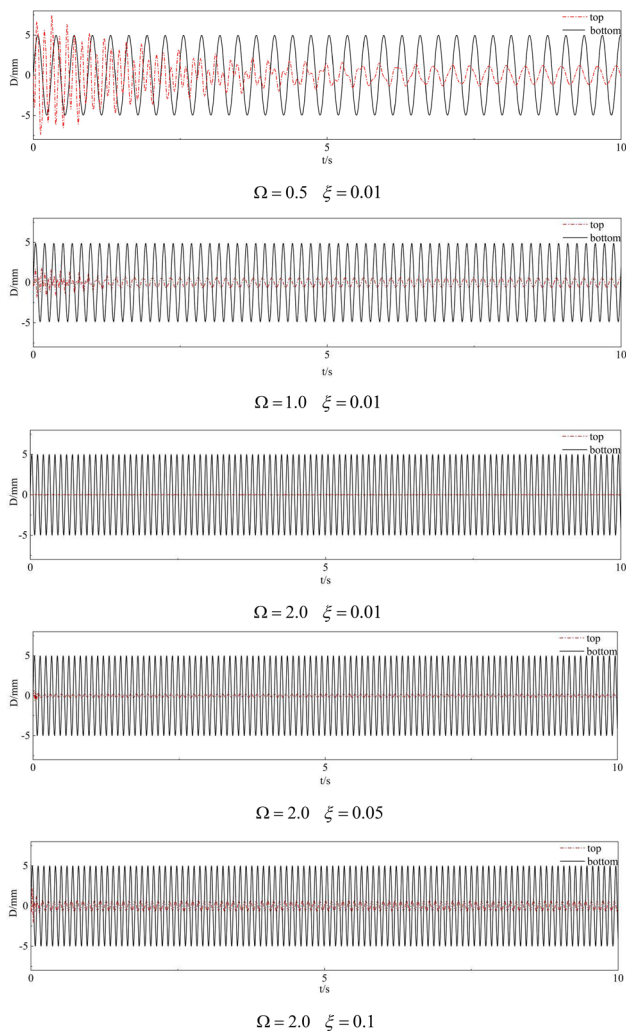 top
bottom
D/mm
5
0
-5
0
5
10
t/s
Ω = 0.5 ξ = 0.01
top
bottom
D/mm
5
0
-5
0
5
10
t/s
Ω = 1.0 ξ = 0.01
top
bottom
D/mm
5
0
-5
0
5
10
t/s
Ω = 2.0 ξ = 0.01
top
bottom
D/mm
5
0
-5
0
5
10
t/s
Ω = 2.0 ξ = 0.05
top
bottom
D/mm
5
0
-5
0
5
10
t/s
Ω = 2.0 ξ = 0.1